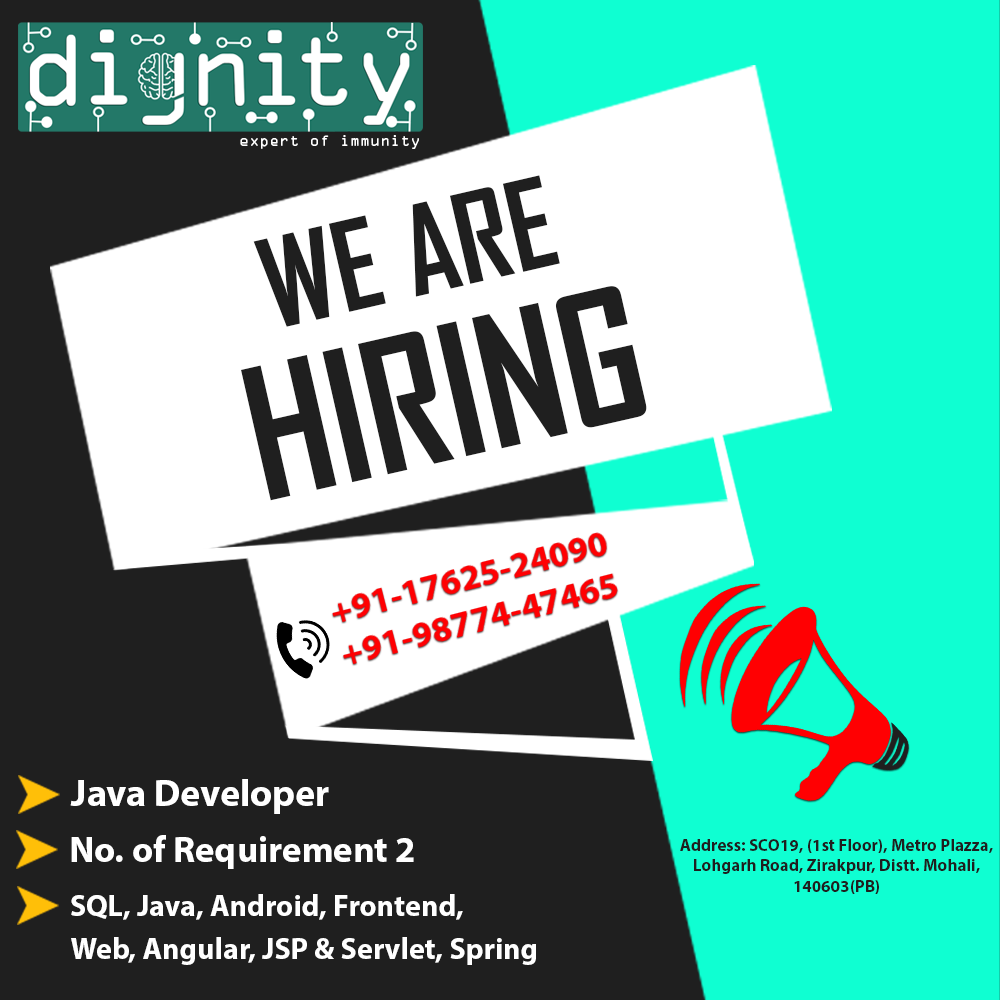 dignity
expert of immunity
WE ARE
HIRING
+91-17625-24090
+91-98774-47465
Java Developer
No. of Requirement 2
SQL, Java, Android, Frontend,
Web, Angular, JSP & Servlet, Spring
Address: SCO19, (1st Floor), Metro Plazza,
Lohgarh Road, Zirakpur, Distt. Mohali,
140603(PB)